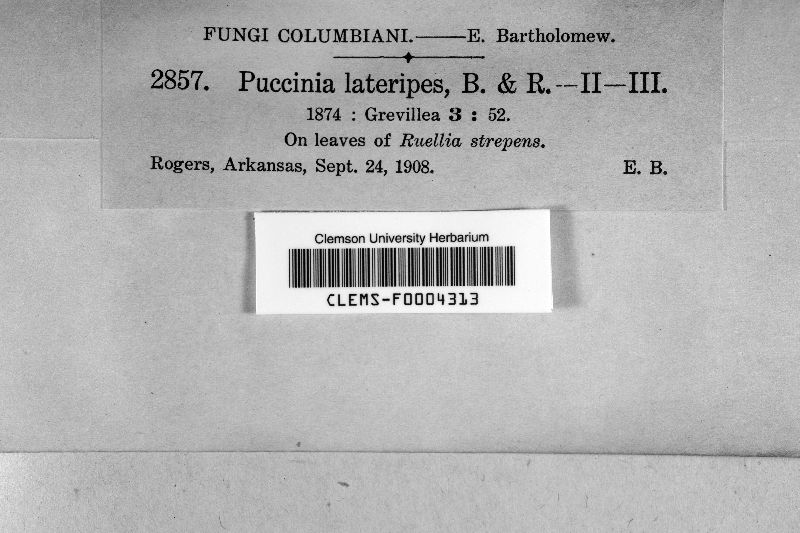 FUNGI COLUMBIANI.——E. Bartholomew.
2857. Puccinia lateripes, B. & R.—II—III.
1874 : Grevillea 3 : 52.
On leaves of Ruellia strepens.
Rogers, Arkansas, Sept. 24, 1908. E. B.
Clemson University Herbarium
CLEMS-F0004313